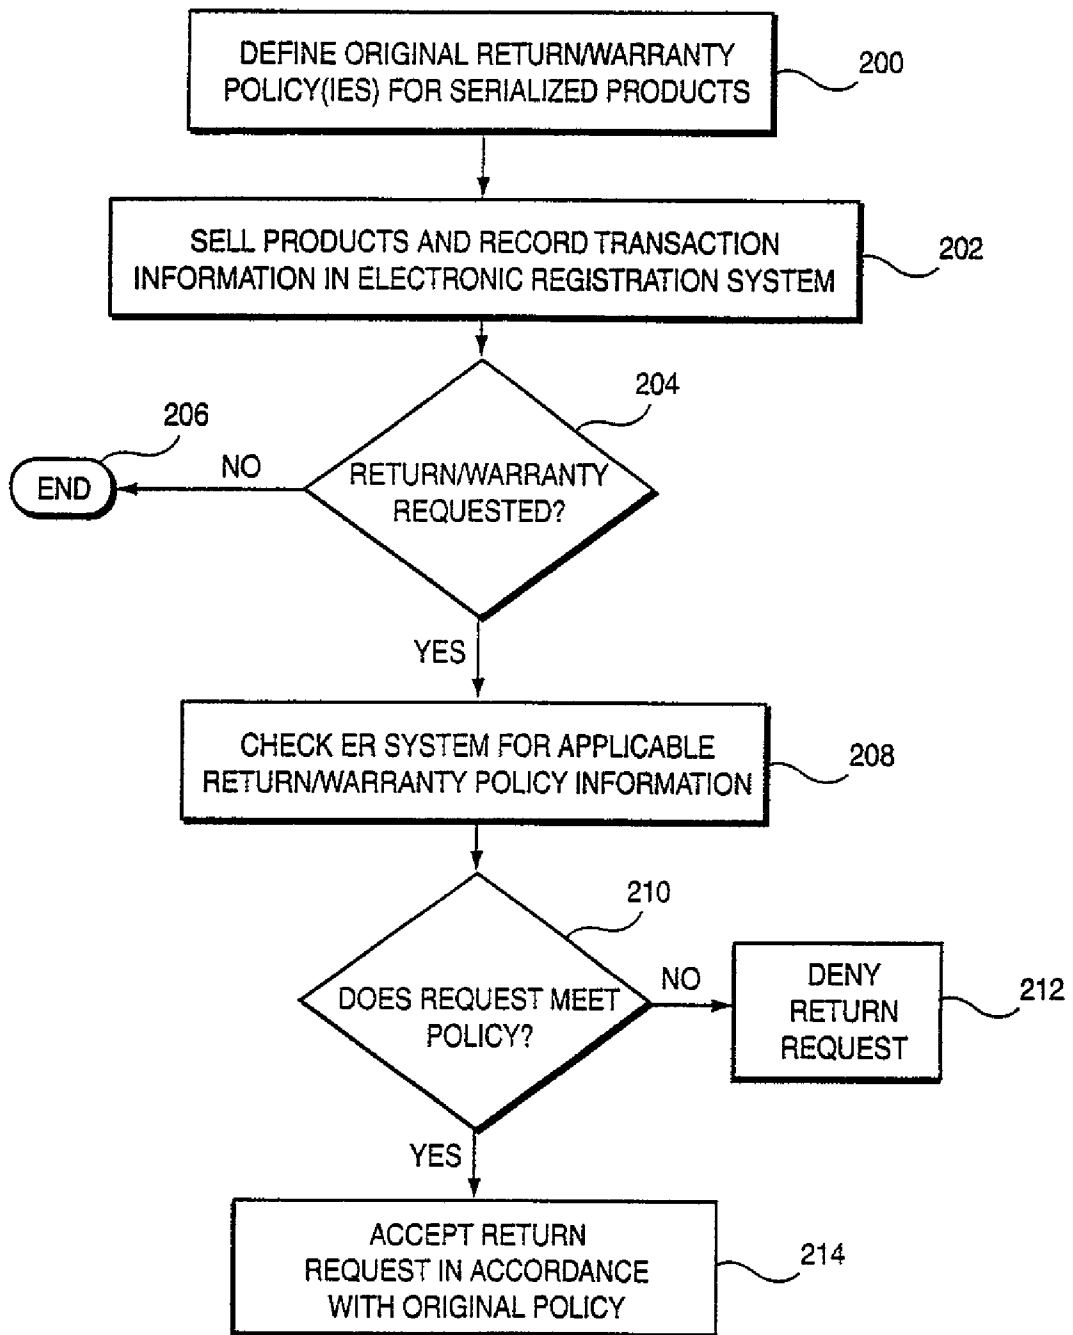 DEFINE ORIGINAL RETURN/WARRANTY
POLICY(IES) FOR SERIALIZED PRODUCTS
200
SELL PRODUCTS AND RECORD TRANSACTION
INFORMATION IN ELECTRONIC REGISTRATION SYSTEM
202
204
206
RETURN/WARRANTY
REQUESTED?
NO
END
YES
CHECK ER SYSTEM FOR APPLICABLE
RETURN/WARRANTY POLICY INFORMATION
208
210
DOES REQUEST MEET
POLICY?
NO
DENY
RETURN
REQUEST
212
YES
ACCEPT RETURN
REQUEST IN ACCORDANCE
WITH ORIGINAL POLICY
214